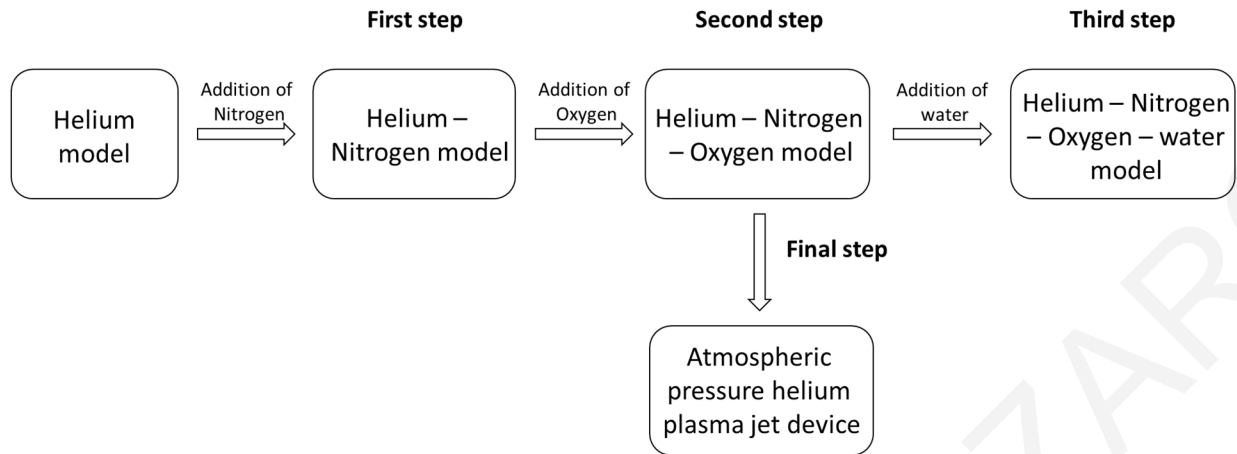 First step
Second step
Third step
Helium
model
Addition of
Nitrogen
Helium –
Nitrogen model
Addition of
Oxygen
Helium – Nitrogen
– Oxygen model
Addition of
water
Helium – Nitrogen
– Oxygen – water
model
Final step
Atmospheric
pressure helium
plasma jet device